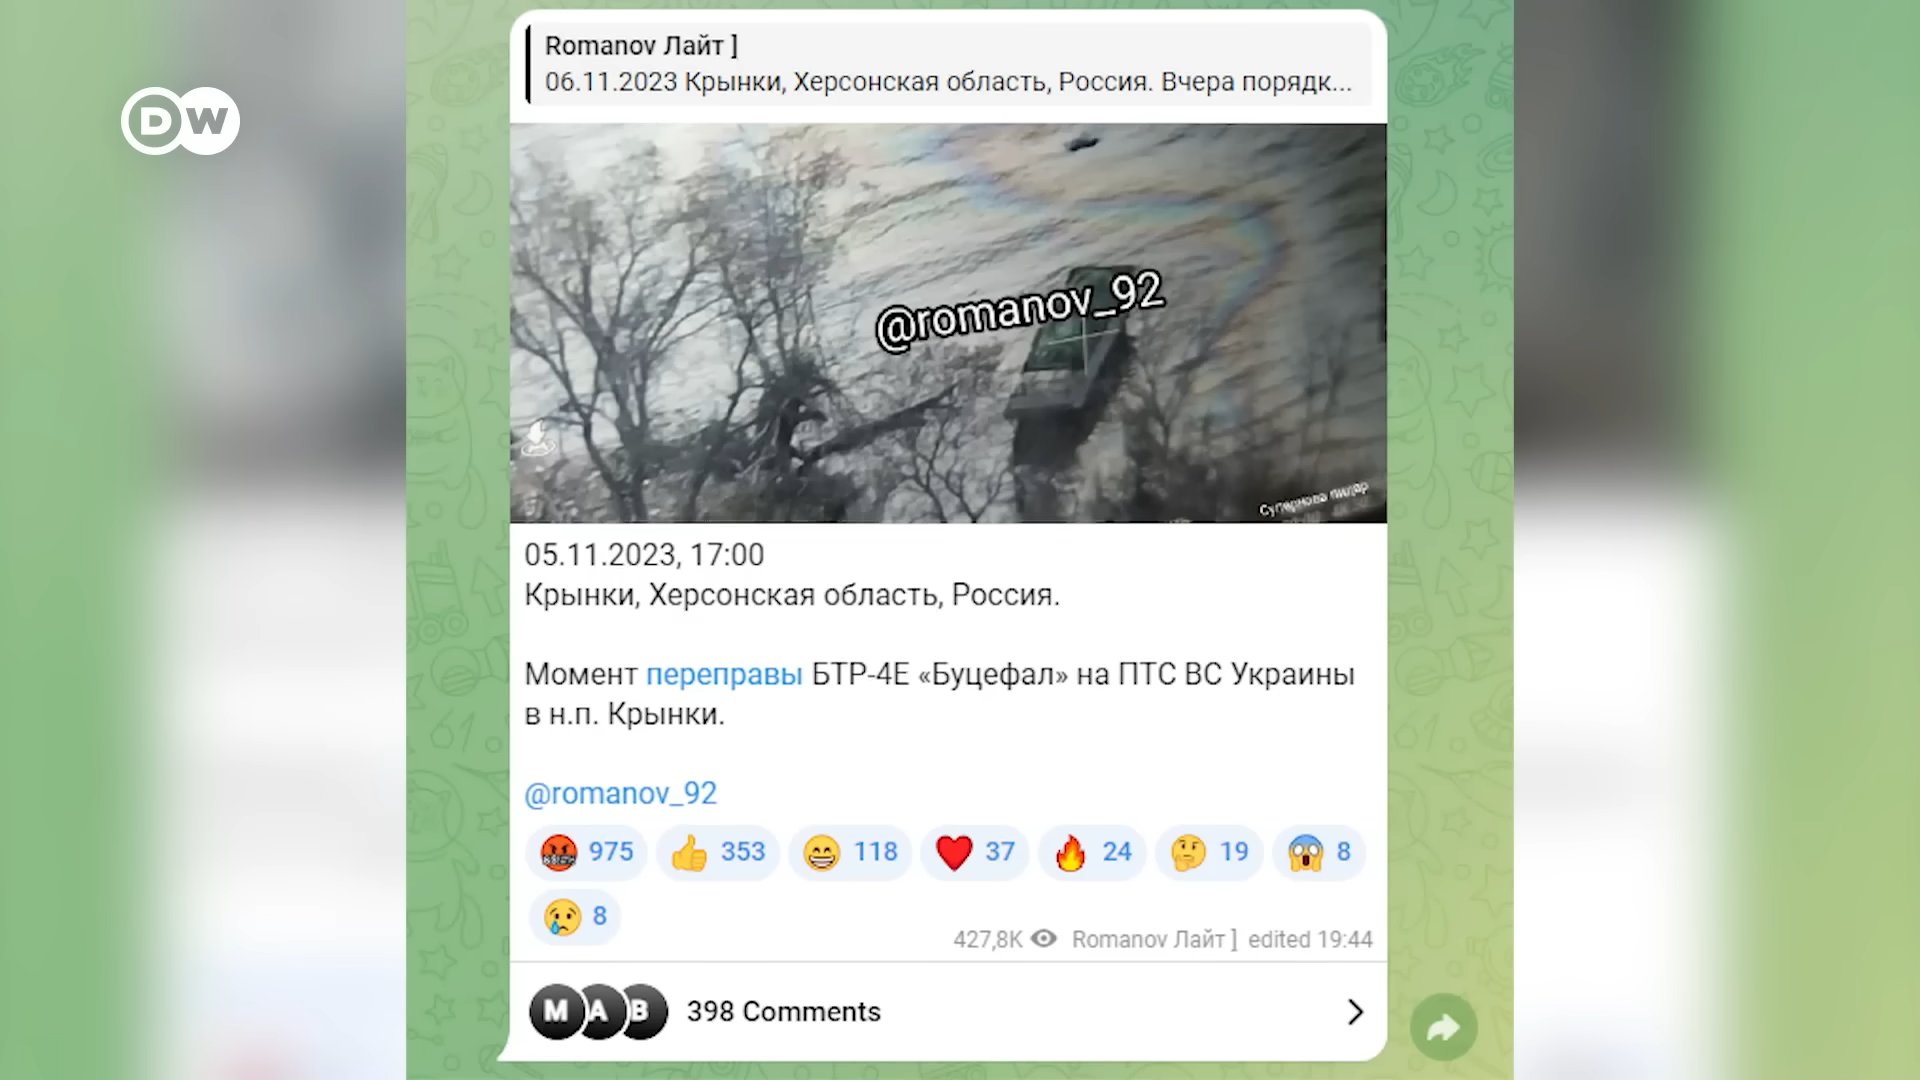 DW
Romanov Лайт ]
06.11.2023 Крынки, Херсонская область, Россия. Вчера порядк...
@romanov_92
05.11.2023, 17:00
Крынки, Херсонская область, Россия.
Момент переправы БТР-4Е «Буцефал» на ПТС ВС Украины
в н.п. Крынки.
@romanov_92
975 353 118 37 24 19 8
8
427,8K Romanov Лайт ] edited 19:44
M A B 398 Comments